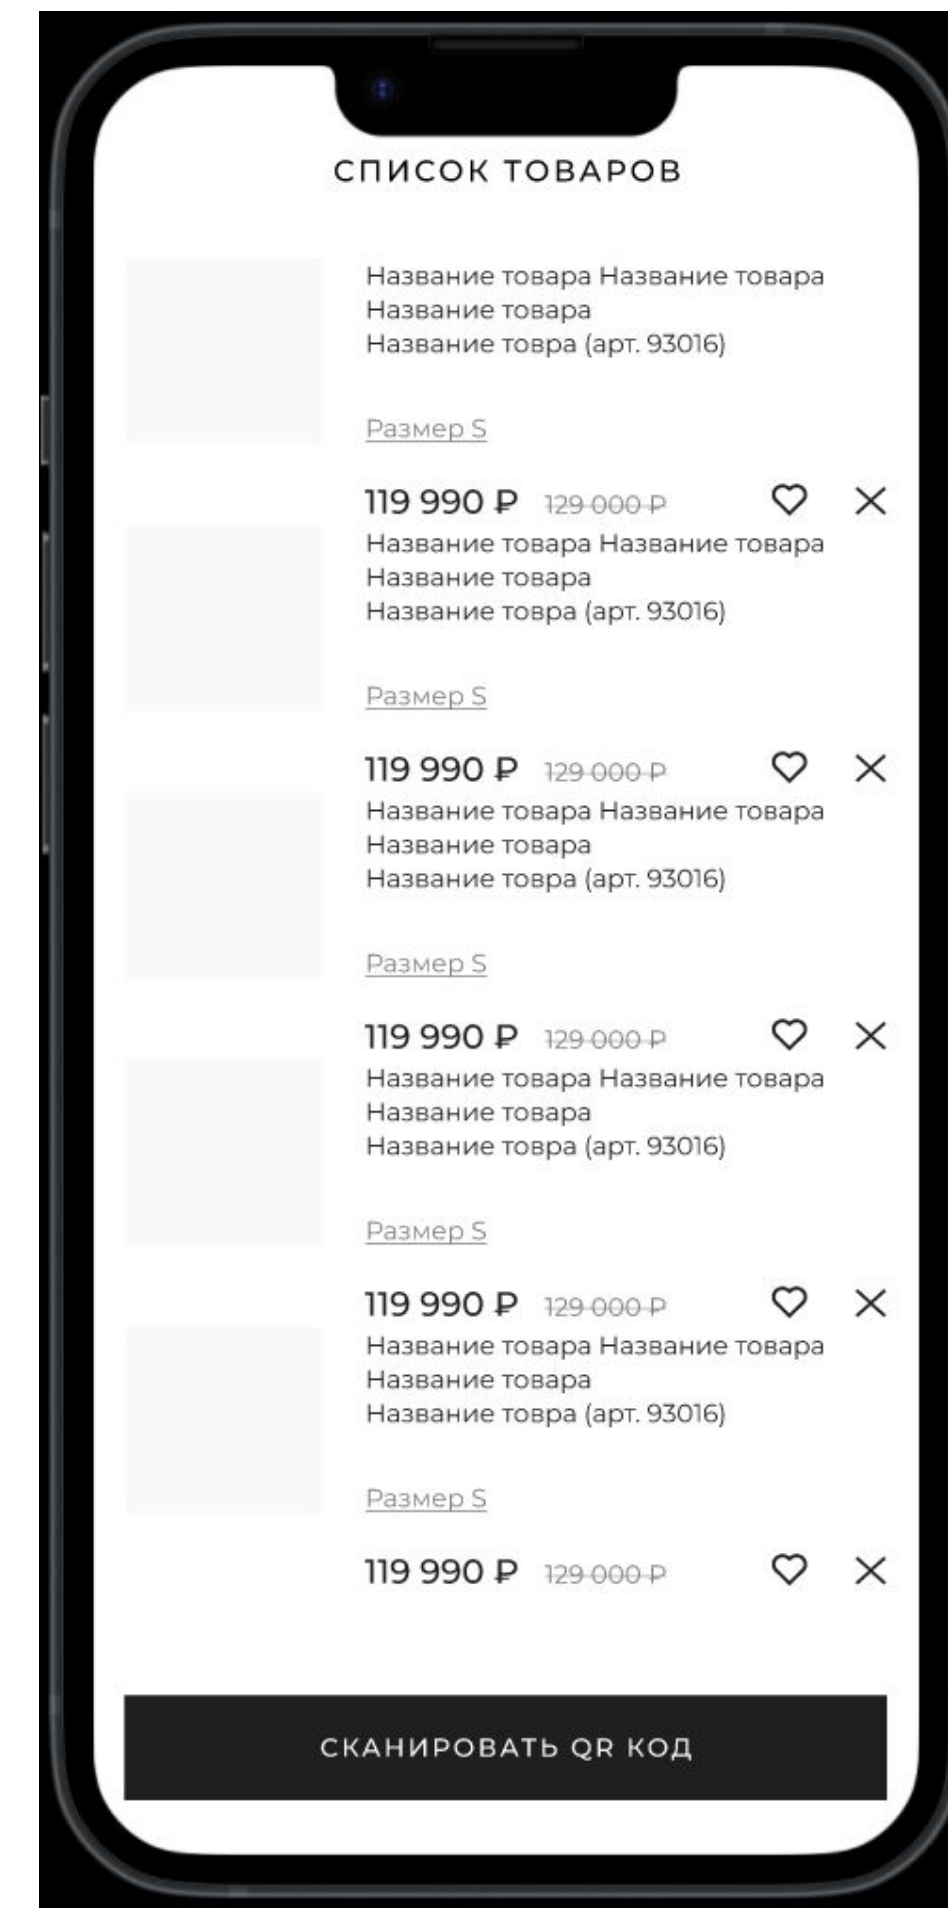 СПИСОК ТОВАРОВ
Название товара Название товара
Название товара
Название товра (арт. 93016)
Размер S
119 990 ₽ 129 000 ₽
Название товара Название товара
Название товара
Название товра (арт. 93016)
Размер S
119 990 ₽ 129 000 ₽
Название товара Название товара
Название товара
Название товра (арт. 93016)
Размер S
119 990 ₽ 129 000 ₽
Название товара Название товара
Название товара
Название товра (арт. 93016)
Размер S
119 990 ₽ 129 000 ₽
Название товара Название товара
Название товара
Название товра (арт. 93016)
Размер S
119 990 ₽ 129 000 ₽
СКАНИРОВАТЬ QR КОД